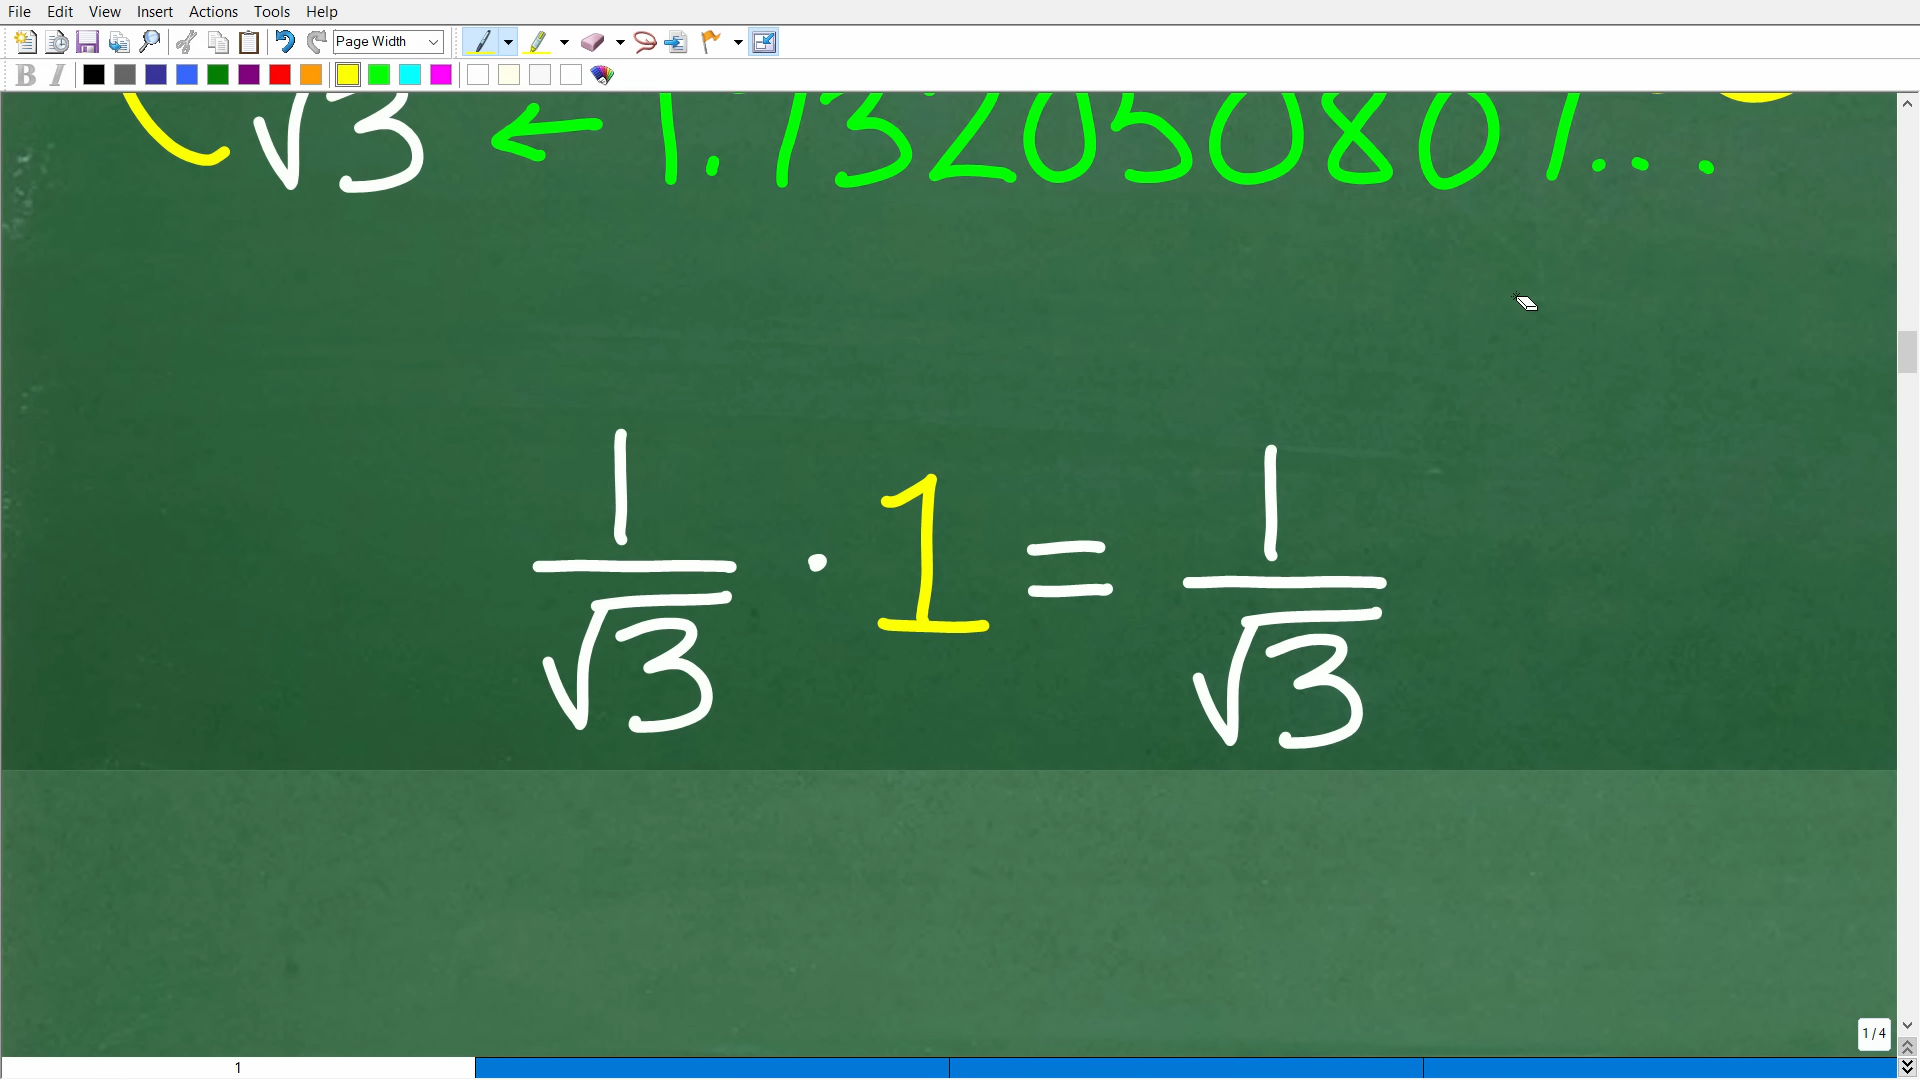 File Edit View Insert Actions Tools Help
Page Width
B I
√3 ← 1.732050807...
1/√3 · 1 = 1/√3
1 / 4
1